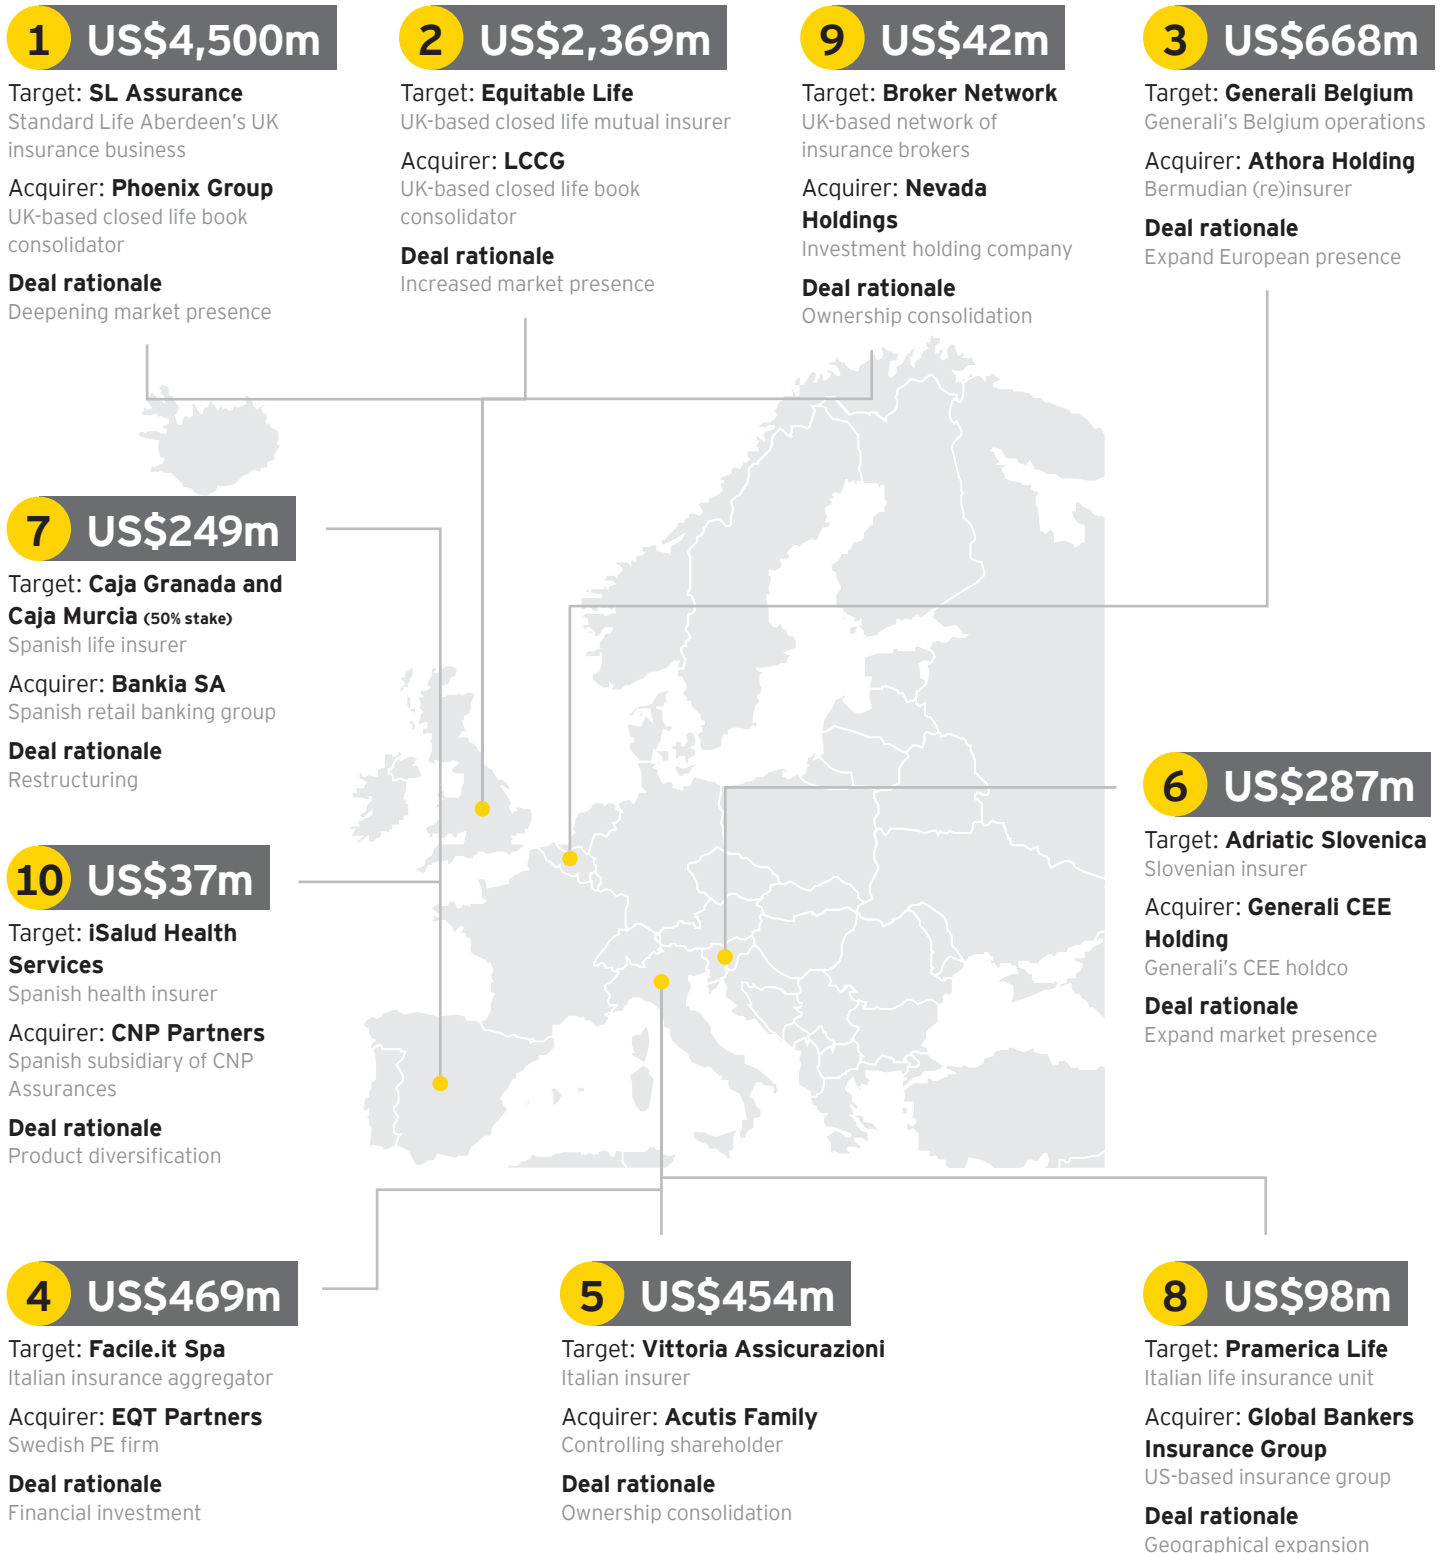 1 US$4,500m
Target: SL Assurance
Standard Life Aberdeen's UK
insurance business
Acquirer: Phoenix Group
UK-based closed life book
consolidator
Deal rationale
Deepening market presence
2 US$2,369m
Target: Equitable Life
UK-based closed life mutual insurer
Acquirer: LCCG
UK-based closed life book
consolidator
Deal rationale
Increased market presence
9 US$42m
Target: Broker Network
UK-based network of
insurance brokers
Acquirer: Nevada
Holdings
Investment holding company
Deal rationale
Ownership consolidation
3 US$668m
Target: Generali Belgium
Generali's Belgium operations
Acquirer: Athora Holding
Bermudian (re)insurer
Deal rationale
Expand European presence
7 US$249m
Target: Caja Granada and
Caja Murcia (50% stake)
Spanish life insurer
Acquirer: Bankia SA
Spanish retail banking group
Deal rationale
Restructuring
10 US$37m
Target: iSalud Health
Services
Spanish health insurer
Acquirer: CNP Partners
Spanish subsidiary of CNP
Assurances
Deal rationale
Product diversification
6 US$287m
Target: Adriatic Slovenica
Slovenian insurer
Acquirer: Generali CEE
Holding
Generali's CEE holdco
Deal rationale
Expand market presence
4 US$469m
Target: Facile.it Spa
Italian insurance aggregator
Acquirer: EQT Partners
Swedish PE firm
Deal rationale
Financial investment
5 US$454m
Target: Vittoria Assicurazioni
Italian insurer
Acquirer: Acutis Family
Controlling shareholder
Deal rationale
Ownership consolidation
8 US$98m
Target: Pramerica Life
Italian life insurance unit
Acquirer: Global Bankers
Insurance Group
US-based insurance group
Deal rationale
Geographical expansion